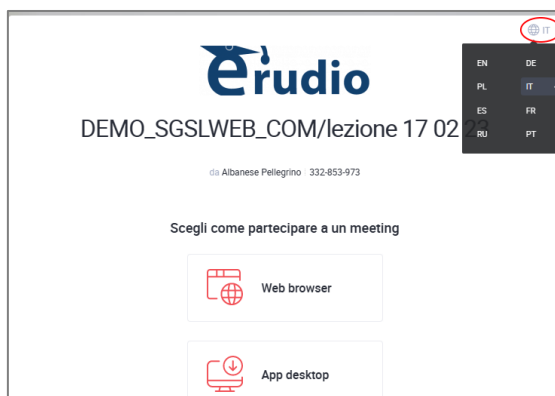 IT
erudio
EN DE
PL IT
ES FR
RU PT
DEMO_SGSLWEB_COM/lezione 17 02 23
da Albanese Pellegrino 332-853-973
Scegli come partecipare a un meeting
Web browser
App desktop